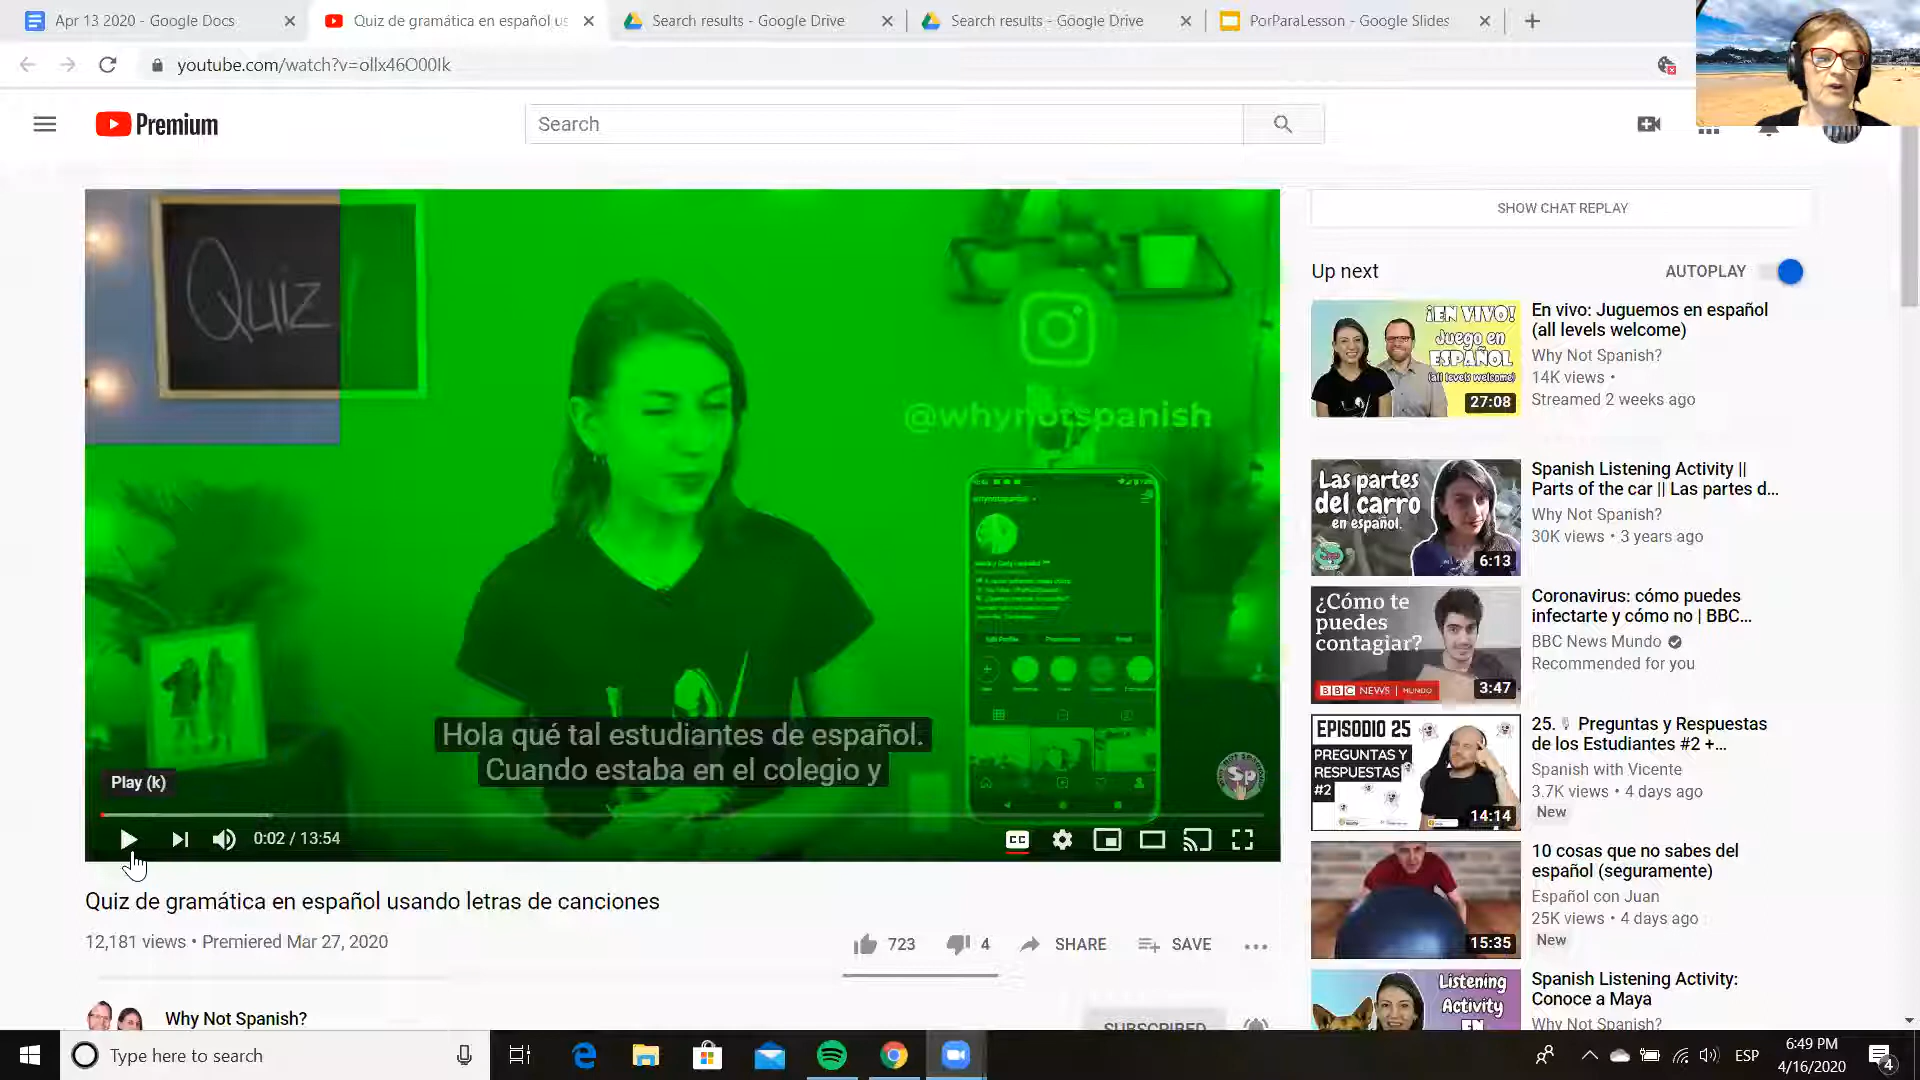 Apr 13 2020 - Google Docs
Quiz de gramática en español us
Search results - Google Drive
Search results - Google Drive
PorParaLesson - Google Slides
youtube.com/watch?v=ollx46O00Ik
Premium
Search
Quiz
@whynotspanish
Hola qué tal estudiantes de español.
Cuando estaba en el colegio y
Sp
Play (k)
0:02 / 13:54
CC
Quiz de gramática en español usando letras de canciones
12,181 views • Premiered Mar 27, 2020
723
4
SHARE
SAVE
Why Not Spanish?
SUBSCRIBED
SHOW CHAT REPLAY
Up next
AUTOPLAY
¡EN VIVO!
Juego en
ESPAÑOL
(all levels welcome)
27:08
En vivo: Juguemos en español
(all levels welcome)
Why Not Spanish?
14K views •
Streamed 2 weeks ago
Las partes
del carro
en español.
6:13
Spanish Listening Activity ||
Parts of the car || Las partes d...
Why Not Spanish?
30K views • 3 years ago
¿Cómo te
puedes
contagiar?
BBC NEWS | MUNDO
3:47
Coronavirus: cómo puedes
infectarte y cómo no | BBC...
BBC News Mundo
Recommended for you
EPISODIO 25
PREGUNTAS Y
RESPUESTAS
#2
14:14
25. Preguntas y Respuestas
de los Estudiantes #2 +...
Spanish with Vicente
3.7K views • 4 days ago
New
15:35
10 cosas que no sabes del
español (seguramente)
Español con Juan
25K views • 4 days ago
New
Listening
Activity
Spanish Listening Activity:
Conoce a Maya
Why Not Spanish?
Type here to search
ESP
6:49 PM
4/16/2020
4